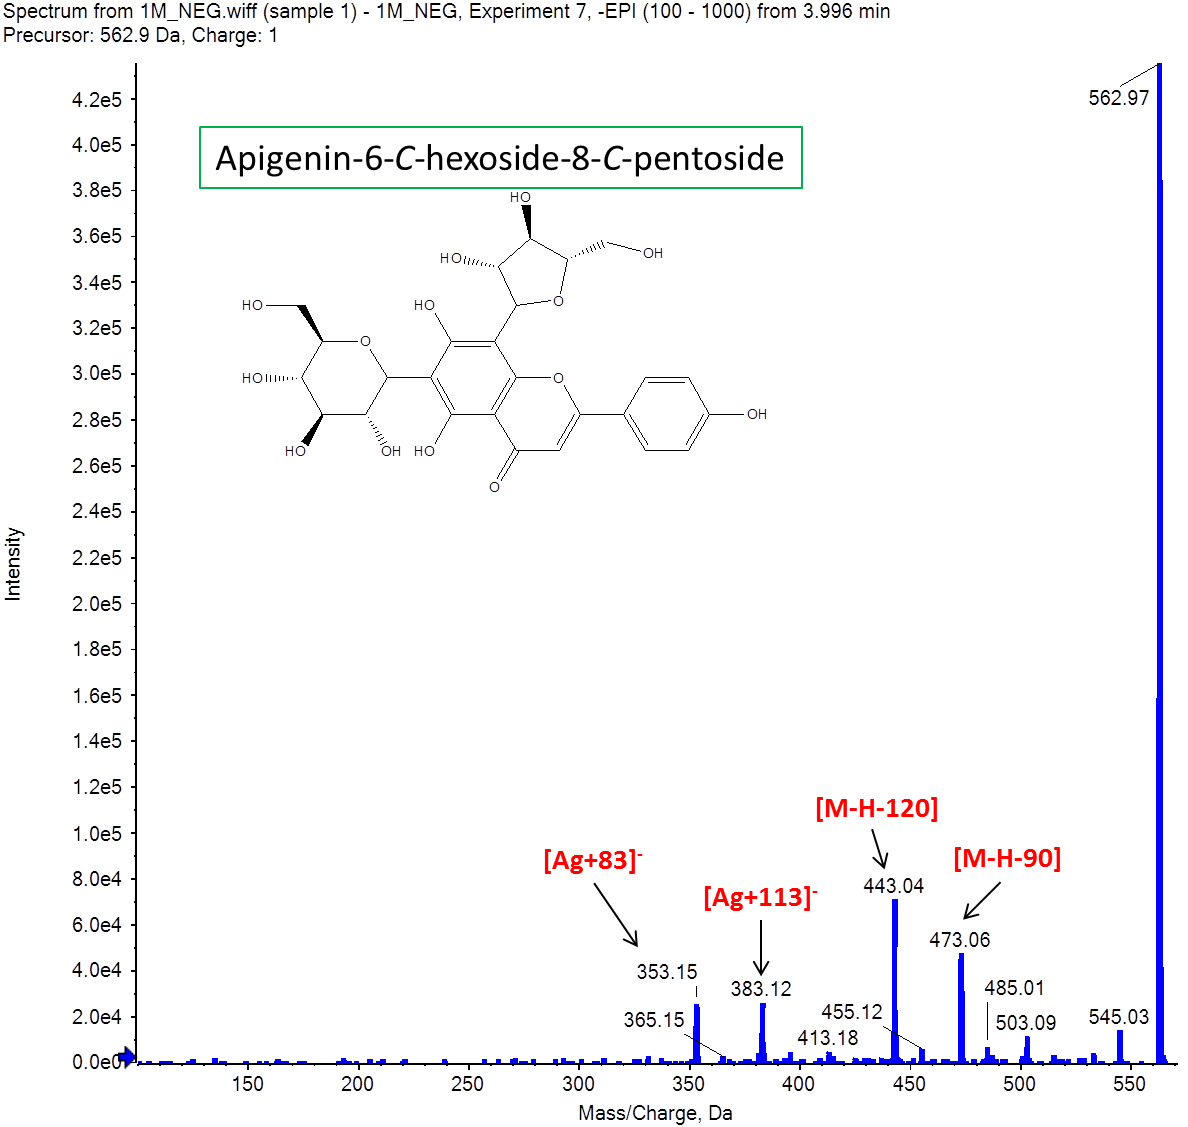 Spectrum from 1M_NEG.wiff (sample 1) - 1M_NEG, Experiment 7, -EPI (100 - 1000) from 3.996 min
Precursor: 562.9 Da, Charge: 1
562.97
4.2e5
4.0e5
3.8e5
3.6e5
3.4e5
3.2e5
3.0e5
2.8e5
2.6e5
2.4e5
2.2e5
2.0e5
1.8e5
1.6e5
1.4e5
1.2e5
1.0e5
8.0e4
6.0e4
4.0e4
2.0e4
0.0e0
Intensity
Apigenin-6-C-hexoside-8-C-pentoside
HO
HO
OH
HO
HO
O
O
HO
O
OH
HO
OH
HO
O
[M-H-120]
[Ag+83]-
[M-H-90]
[Ag+113]-
443.04
473.06
353.15
383.12
485.01
365.15
455.12
413.18
503.09
545.03
150
200
250
300
350
400
450
500
550
Mass/Charge, Da